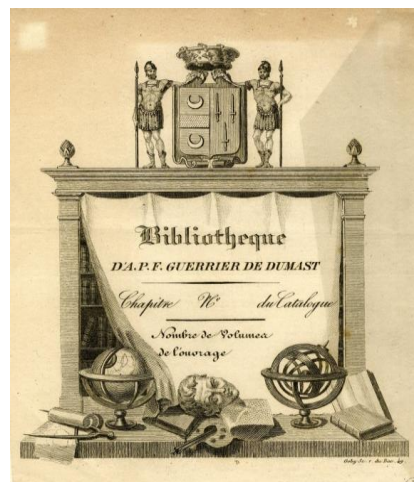 Bibliotheque
D'A. P. F. GUERRIER DE DUMAST
Chapitre N° du Catalogue
Nombre de Volumes
de l'ouvrage